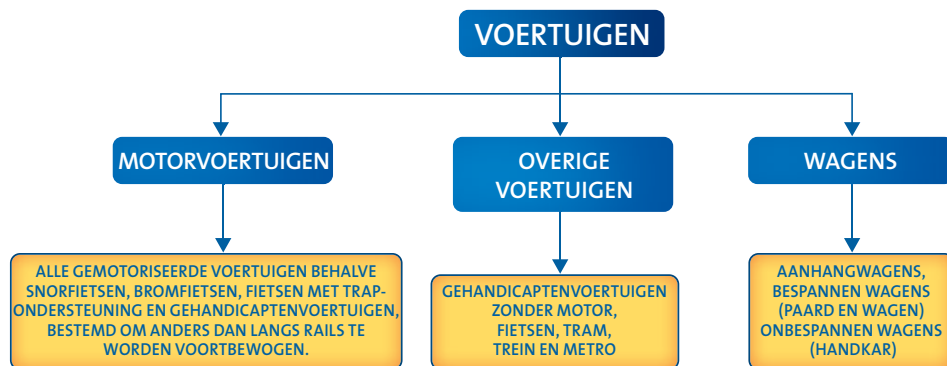 VOERTUIGEN
MOTORVOERTUIGEN
OVERIGE
VOERTUIGEN
WAGENS
ALLE GEMOTORISEERDE VOERTUIGEN BEHALVE
SNORFIETSEN, BROMFIETSEN, FIETSEN MET TRAP-
ONDERSTEUNING EN GEHANDICAPTENVOERTUIGEN,
BESTEMD OM ANDERS DAN LANGS RAILS TE
WORDEN VOORTBEWOGEN.
GEHANDICAPTENVOERTUIGEN
ZONDER MOTOR,
FIETSEN, TRAM,
TREIN EN METRO
AANHANGWAGENS,
BESPANNEN WAGENS
(PAARD EN WAGEN)
ONBESPANNEN WAGENS
(HANDKAR)